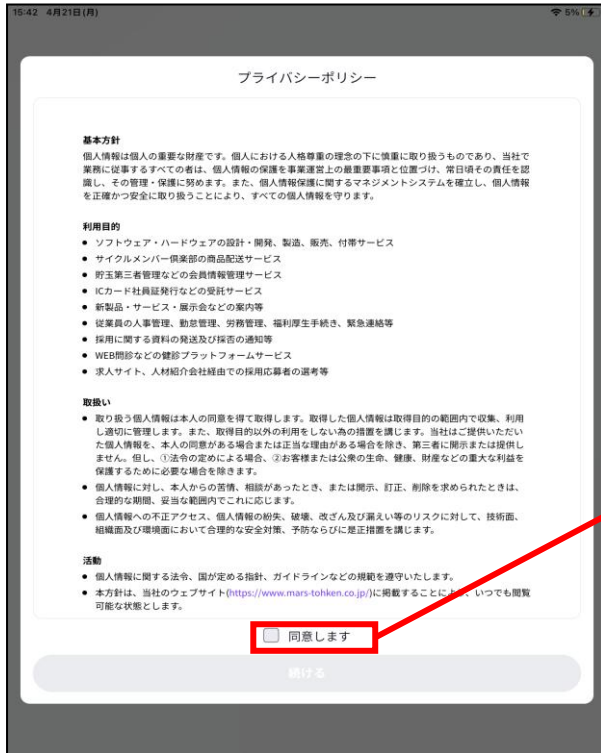 15:42 4月21日(月)
5%
プライバシーポリシー
基本方針
個人情報は個人の重要な財産です。個人における人格尊重の理念の下に慎重に取り扱うものであり、当社で
業務に従事するすべての者は、個人情報の保護を事業運営上の最重要事項と位置づけ、常日頃その責任を認
識し、その管理・保護に努めます。また、個人情報保護に関するマネジメントシステムを確立し、個人情報
を正確かつ安全に取り扱うことにより、すべての個人情報を守ります。
利用目的
• ソフトウェア・ハードウェアの設計・開発、製造、販売、付帯サービス
• サイクルメンバー俱楽部の商品配送サービス
• 貯玉第三者管理などの会員情報管理サービス
• ICカード社員証発行などの受託サービス
• 新製品・サービス・展示会などの案内等
• 従業員の人事管理、勤怠管理、労務管理、福利厚生手続き、緊急連絡等
• 採用に関する資料の発送及び採否の通知等
• WEB問診などの健診プラットフォームサービス
• 求人サイト、人材紹介会社経由での採用応募者の選考等
取扱い
• 取り扱う個人情報は本人の同意を得て取得します。取得した個人情報は取得目的の範囲内で収集、利用
し適切に管理します。また、取得目的以外の利用をしない為の措置を講じます。当社はご提供いただい
た個人情報を、本人の同意がある場合または正当な理由がある場合を除き、第三者に開示または提供し
ません。但し、①法令の定めによる場合、②お客様または公衆の生命、健康、財産などの重大な利益を
保護するために必要な場合を除きます。
• 個人情報に対し、本人からの苦情、相談があったとき、または開示、訂正、削除を求められたときは、
合理的な期間、妥当な範囲内でこれに応じます。
• 個人情報への不正アクセス、個人情報の紛失、破壊、改ざん及び漏えい等のリスクに対して、技術面、
組織面及び環境面において合理的な安全対策、予防ならびに是正措置を講じます。
活動
• 個人情報に関する法令、国が定める指針、ガイドラインなどの規範を遵守いたします。
• 本方針は、当社のウェブサイト(https://www.mars-tohken.co.jp/)に掲載することにより、いつでも閲覧
可能な状態とします。
同意します
続ける